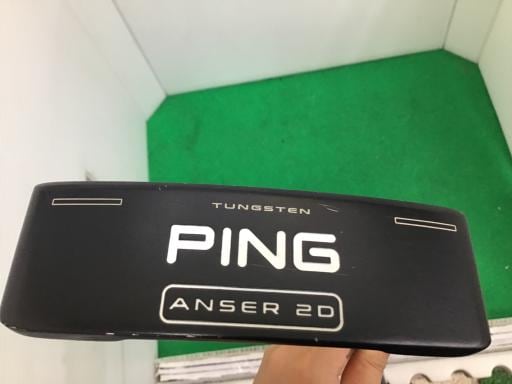 TUNGSTEN
PING
ANSER 2D